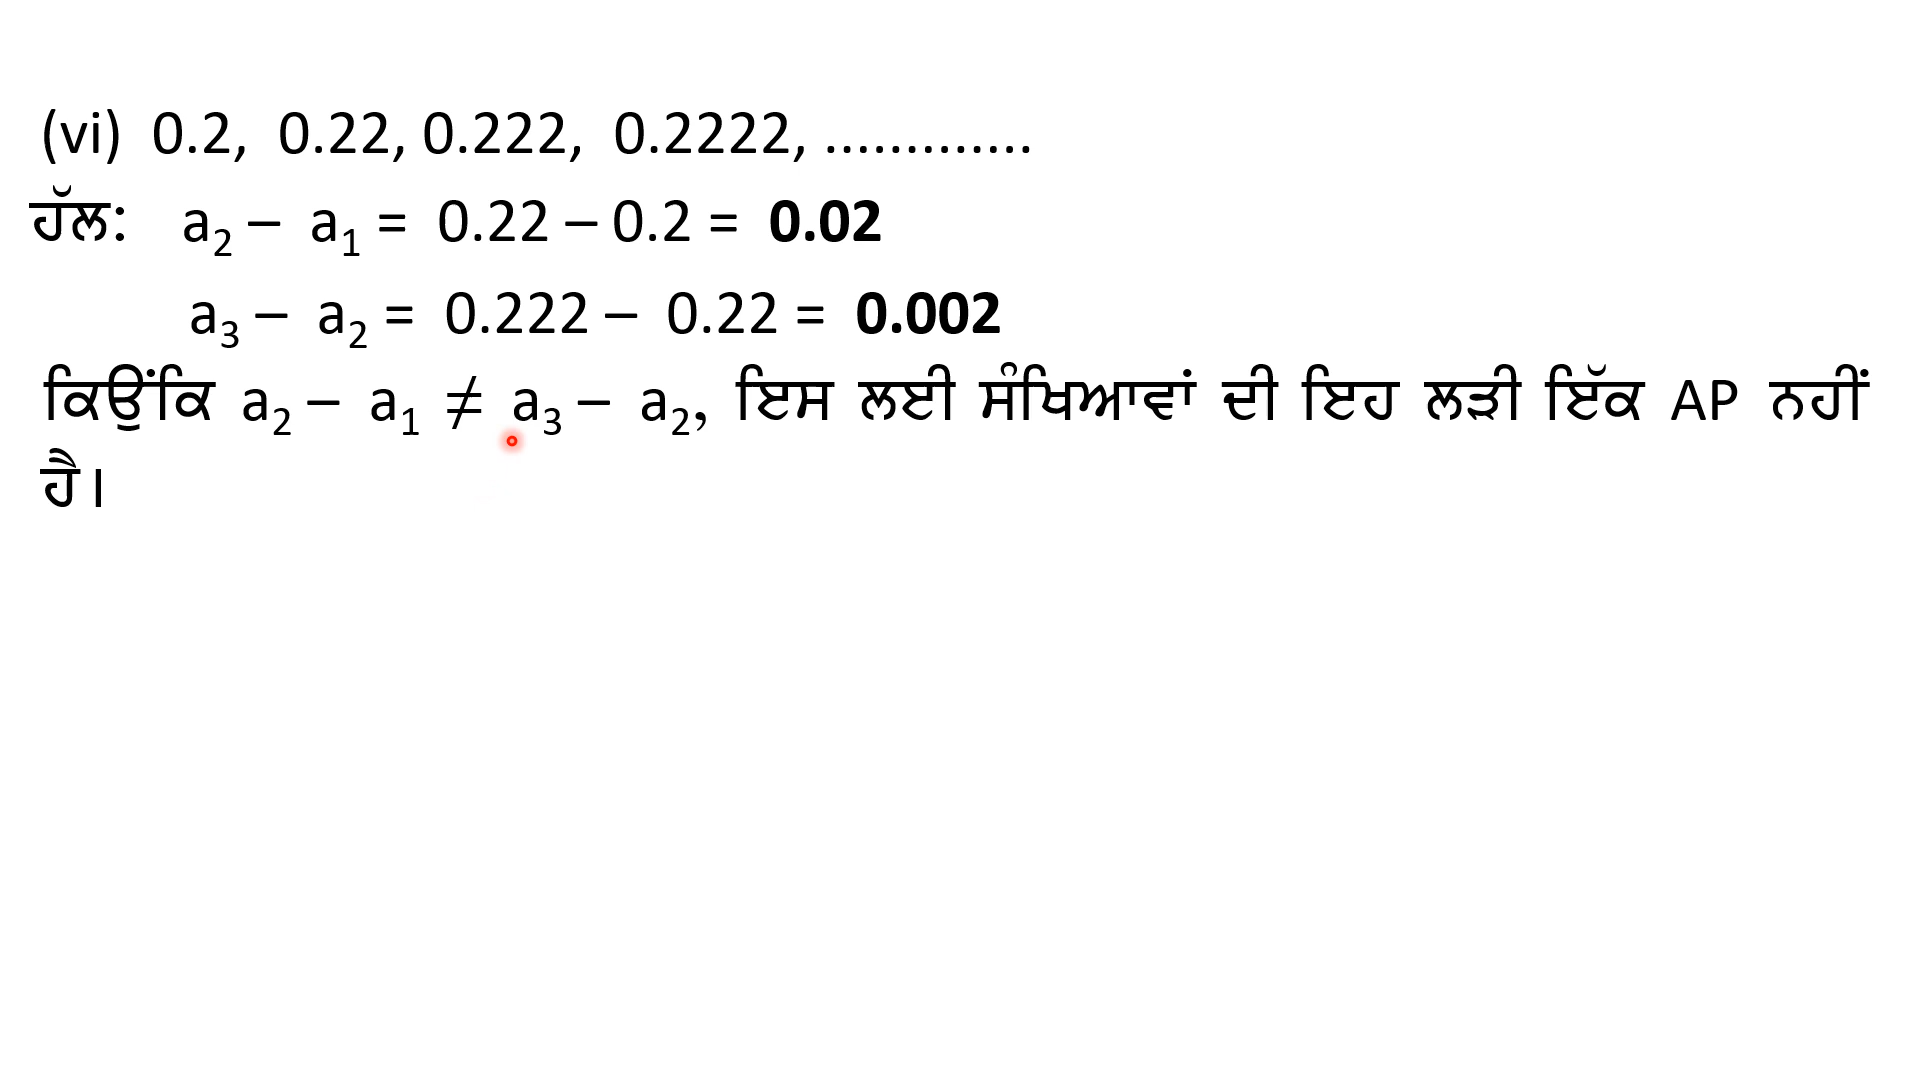 (vi) 0.2, 0.22, 0.222, 0.2222, .............
ਹੱਲ: a₂ – a₁ = 0.22 – 0.2 = 0.02
a₃ – a₂ = 0.222 – 0.22 = 0.002
ਕਿਉਂਕਿ a₂ – a₁ ≠ a₃ – a₂, ਇਸ ਲਈ ਸੰਖਿਆਵਾਂ ਦੀ ਇਹ ਲੜੀ ਇੱਕ AP ਨਹੀਂ
ਹੈ।